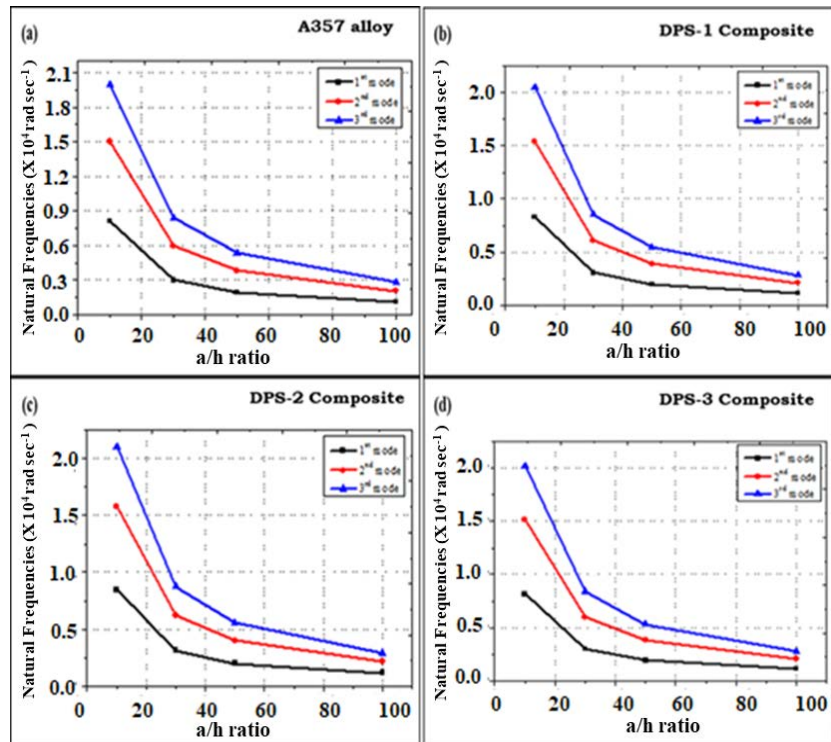 (a)
A357 alloy
Natural Frequencies (X 10⁴ rad sec⁻¹)
2.1
1.8
1.5
1.2
0.9
0.6
0.3
0.0
1ˢᵗ mode
2ⁿᵈ mode
3ʳᵈ mode
0 20 40 60 80 100
a/h ratio
(b)
DPS-1 Composite
Natural Frequencies (X 10⁴ rad sec⁻¹)
2.0
1.5
1.0
0.5
0.0
1ˢᵗ mode
2ⁿᵈ mode
3ʳᵈ mode
0 20 40 60 80 100
a/h ratio
(c)
DPS-2 Composite
Natural Frequencies (X 10⁴ rad sec⁻¹)
2.0
1.5
1.0
0.5
0.0
1ˢᵗ mode
2ⁿᵈ mode
3ʳᵈ mode
0 20 40 60 80 100
a/h ratio
(d)
DPS-3 Composite
Natural Frequencies (X 10⁴ rad sec⁻¹)
2.0
1.5
1.0
0.5
0.0
1ˢᵗ mode
2ⁿᵈ mode
3ʳᵈ mode
0 20 40 60 80 100
a/h ratio